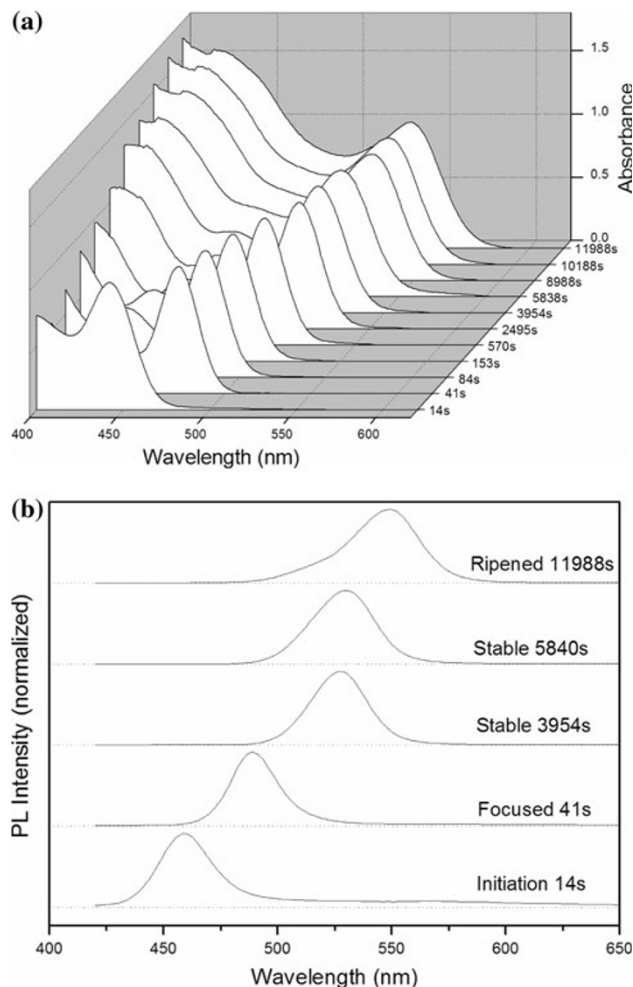 (a)
1.5
1.0
0.5
0.0
Absorbance
11988s
10188s
8988s
5838s
3954s
2495s
570s
153s
84s
41s
14s
400
450
500
550
600
Wavelength (nm)
(b)
PL Intensity (normalized)
Ripened 11988s
Stable 5840s
Stable 3954s
Focused 41s
Initiation 14s
400 450 500 550 600 650
Wavelength (nm)